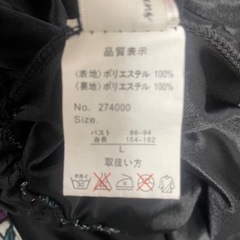 品質表示
〈表地〉ポリエステル 100%
〈裏地〉ポリエステル 100%
No. 274000
Size.
バスト 86-94
身長 154-162
L
取扱い方